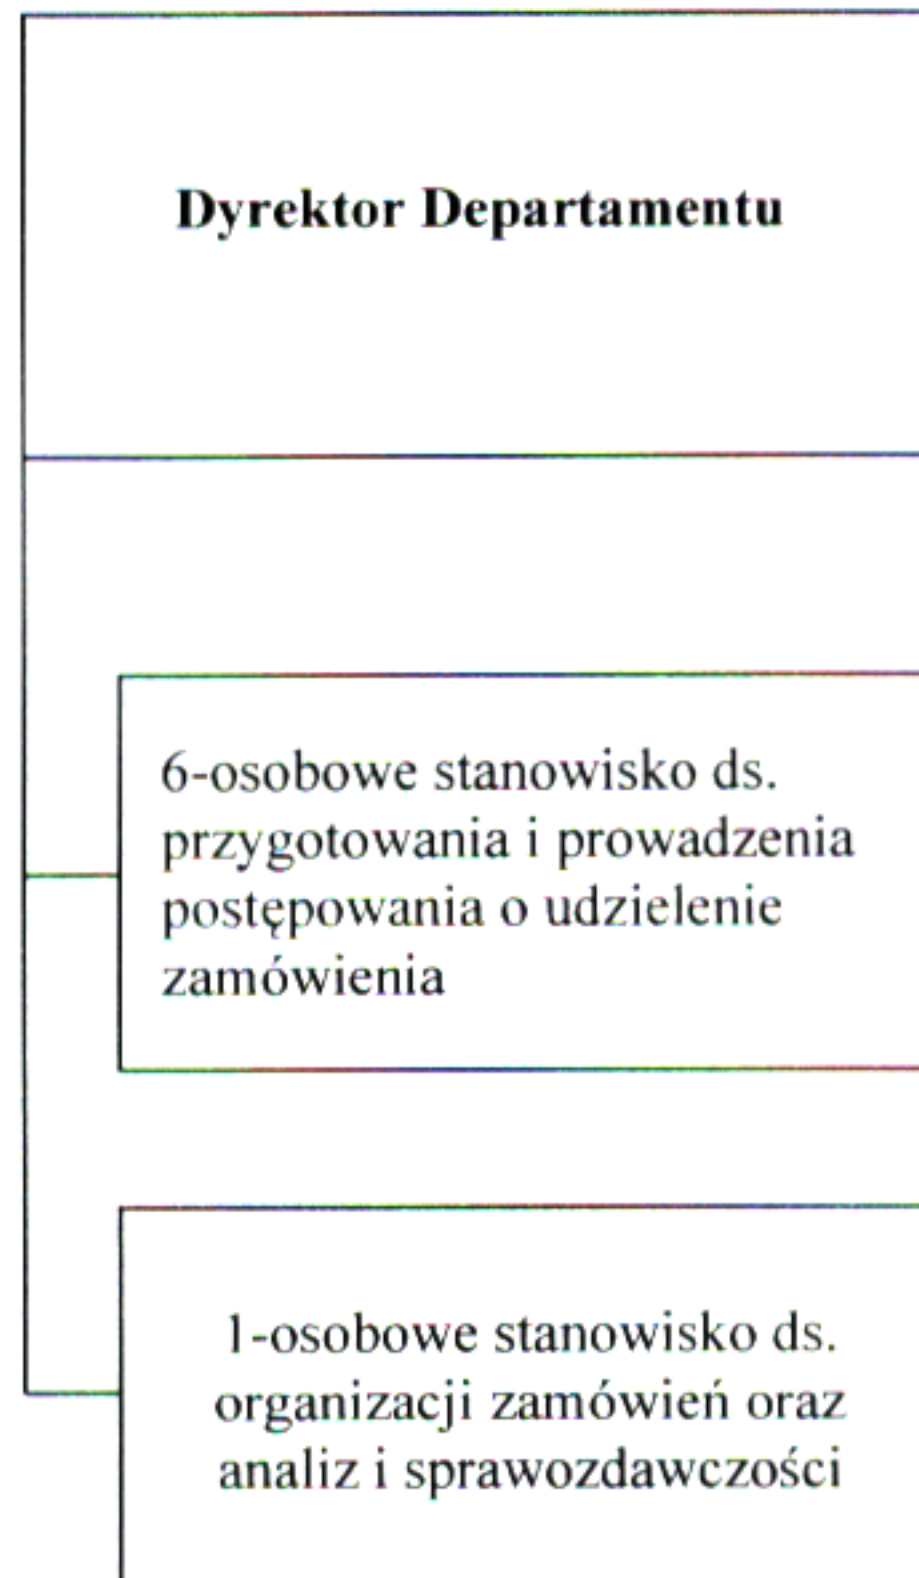 Dyrektor Departamentu
6-osobowe stanowisko ds.
przygotowania i prowadzenia
postępowania o udzielenie
zamówienia
1-osobowe stanowisko ds.
organizacji zamówień oraz
analiz i sprawozdawczości